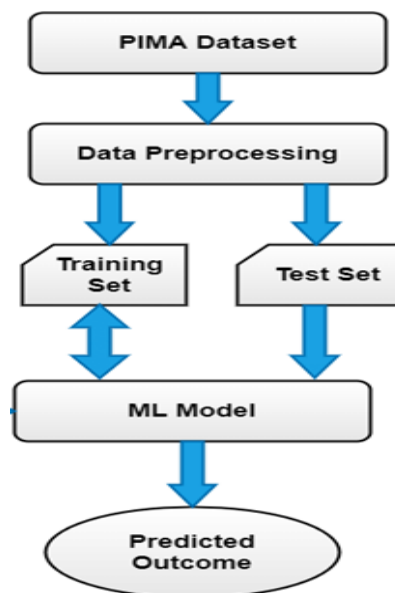 PIMA Dataset
Data Preprocessing
Training
Set
Test Set
ML Model
Predicted
Outcome